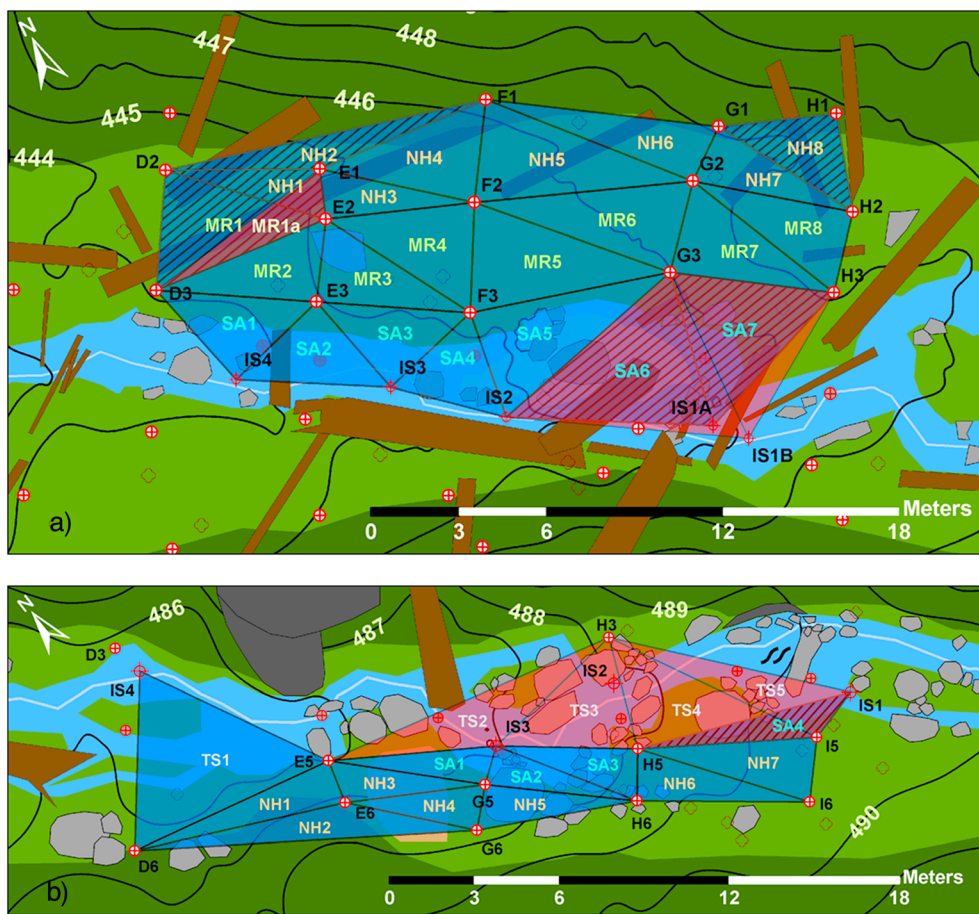 N
447
448
446
445
444
F1
G1
H1
D2
NH2
NH4
NH5
NH6
NH8
E1
NH1
NH3
F2
G2
NH7
H2
MR1
MR1a
E2
MR4
MR6
MR8
MR2
MR3
MR5
G3
MR7
D3
E3
F3
H3
SA1
SA2
SA3
SA4
SA5
SA6
SA7
IS4
IS3
IS2
IS1A
IS1B
Meters
0
3
6
12
18
a)
N
486
487
488
489
D3
H3
IS4
IS2
TS1
TS2
IS3
TS3
TS4
TS5
IS1
E5
SA1
SA2
SA3
H5
SA4
I5
NH1
NH3
G5
NH6
NH7
NH2
E6
NH4
NH5
H6
I6
D6
G6
490
Meters
0
3
6
12
18
b)